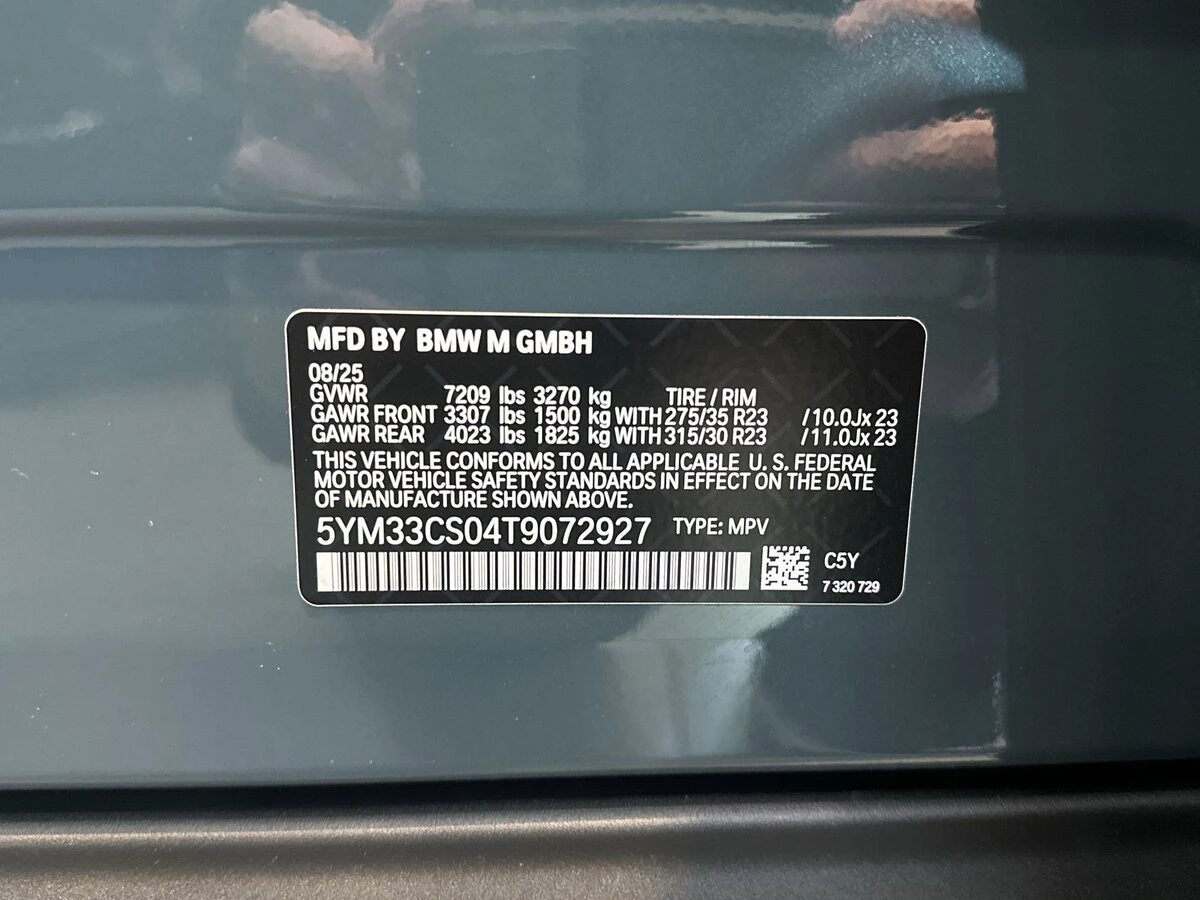 MFD BY BMW M GMBH
08/25
GVWR 7209 lbs 3270 kg TIRE / RIM
GAWR FRONT 3307 lbs 1500 kg WITH 275/35 R23 /10.0Jx 23
GAWR REAR 4023 lbs 1825 kg WITH 315/30 R23 /11.0Jx 23
THIS VEHICLE CONFORMS TO ALL APPLICABLE U. S. FEDERAL
MOTOR VEHICLE SAFETY STANDARDS IN EFFECT ON THE DATE
OF MANUFACTURE SHOWN ABOVE.
5YM33CS04T9072927 TYPE: MPV
C5Y
7 320 729